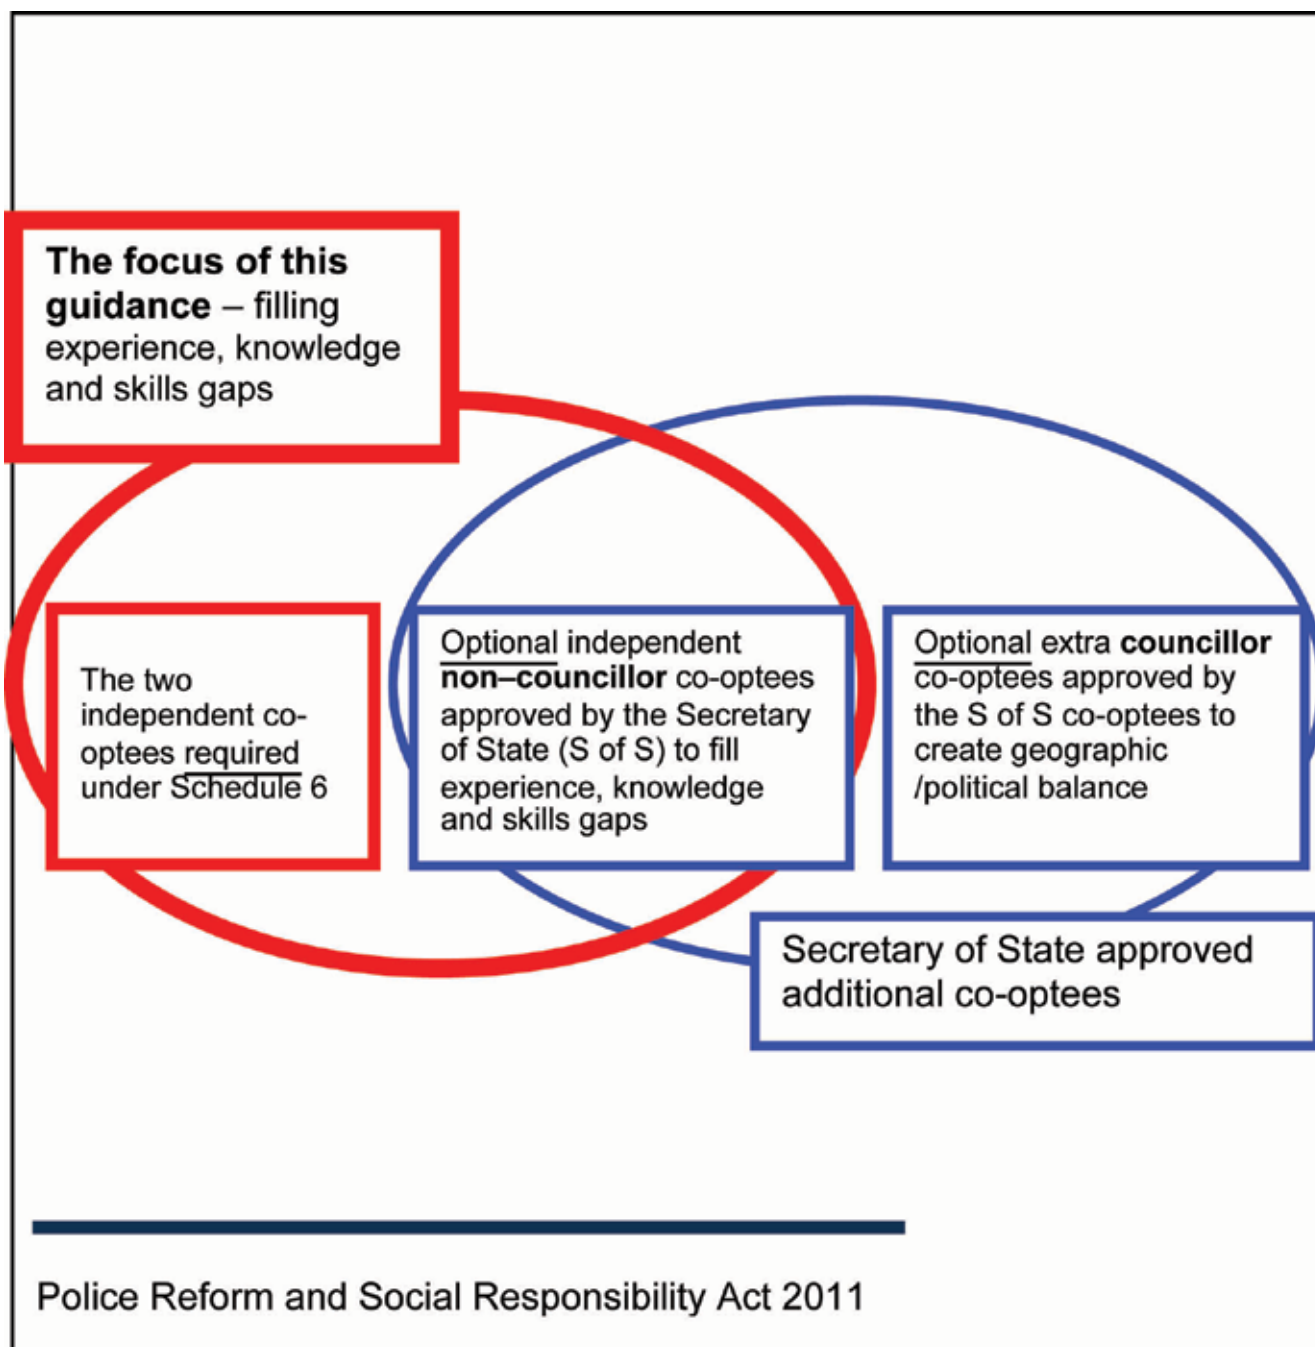 The focus of this
guidance – filling
experience, knowledge
and skills gaps
The two
independent co-
optees required
under Schedule 6
Optional independent
non–councillor co-optees
approved by the Secretary
of State (S of S) to fill
experience, knowledge
and skills gaps
Optional extra councillor
co-optees approved by
the S of S co-optees to
create geographic
/political balance
Secretary of State approved
additional co-optees
Police Reform and Social Responsibility Act 2011